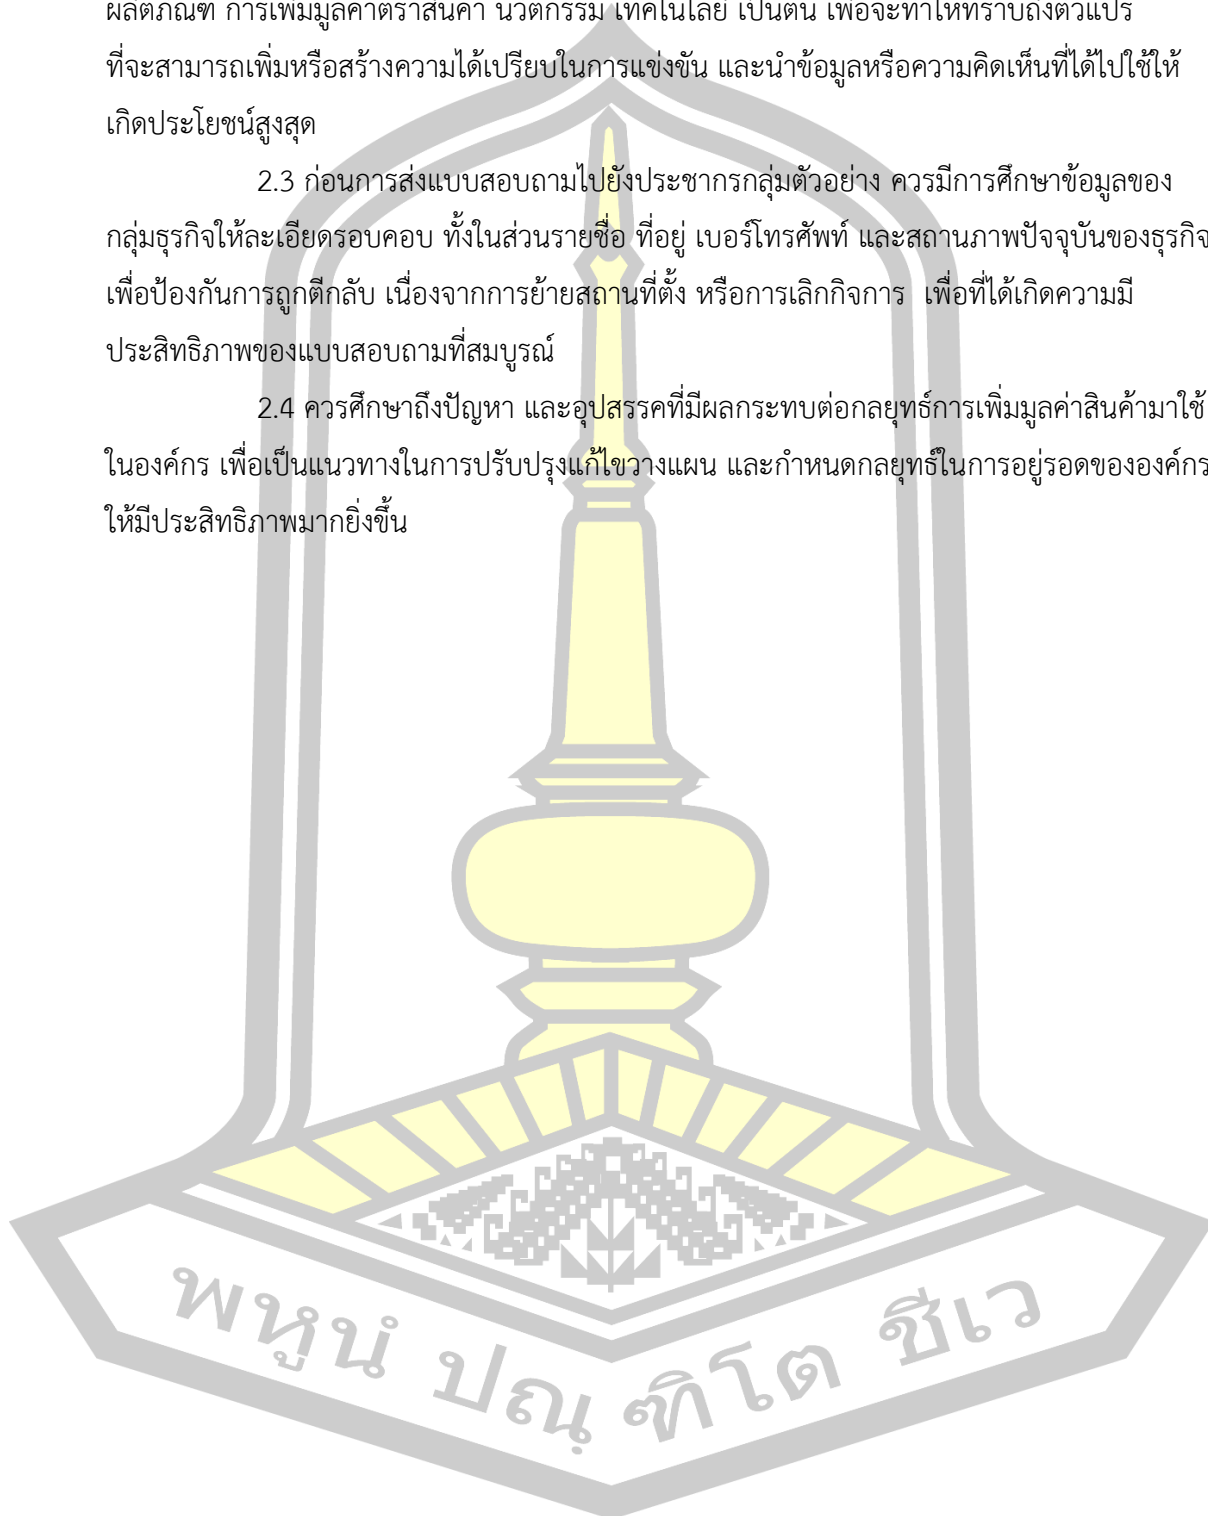 ผลิตภัณฑ์ การเพิ่มมูลค่าตราสินค้า นวัตกรรม เทคโนโลยี เป็นต้น เพื่อจะทำให้ทราบถึงตัวแปร
ที่จะสามารถเพิ่มหรือสร้างความได้เปรียบในการแข่งขัน และนำข้อมูลหรือความคิดเห็นที่ได้ไปใช้ให้
เกิดประโยชน์สูงสุด
2.3 ก่อนการส่งแบบสอบถามไปยังประชากรกลุ่มตัวอย่าง ควรมีการศึกษาข้อมูลของ
กลุ่มธุรกิจให้ละเอียดรอบคอบ ทั้งในส่วนรายชื่อ ที่อยู่ เบอร์โทรศัพท์ และสถานภาพปัจจุบันของธุรกิจ
เพื่อป้องกันการถูกตีกลับ เนื่องจากการย้ายสถานที่ตั้ง หรือการเลิกกิจการ เพื่อที่ได้เกิดความมี
ประสิทธิภาพของแบบสอบถามที่สมบูรณ์
2.4 ควรศึกษาถึงปัญหา และอุปสรรคที่มีผลกระทบต่อกลยุทธ์การเพิ่มมูลค่าสินค้ามาใช้
ในองค์กร เพื่อเป็นแนวทางในการปรับปรุงแก้ไขวางแผน และกำหนดกลยุทธ์ในการอยู่รอดขององค์กร
ให้มีประสิทธิภาพมากยิ่งขึ้น
พหูนํ ปณฺฑิโต ชีเว